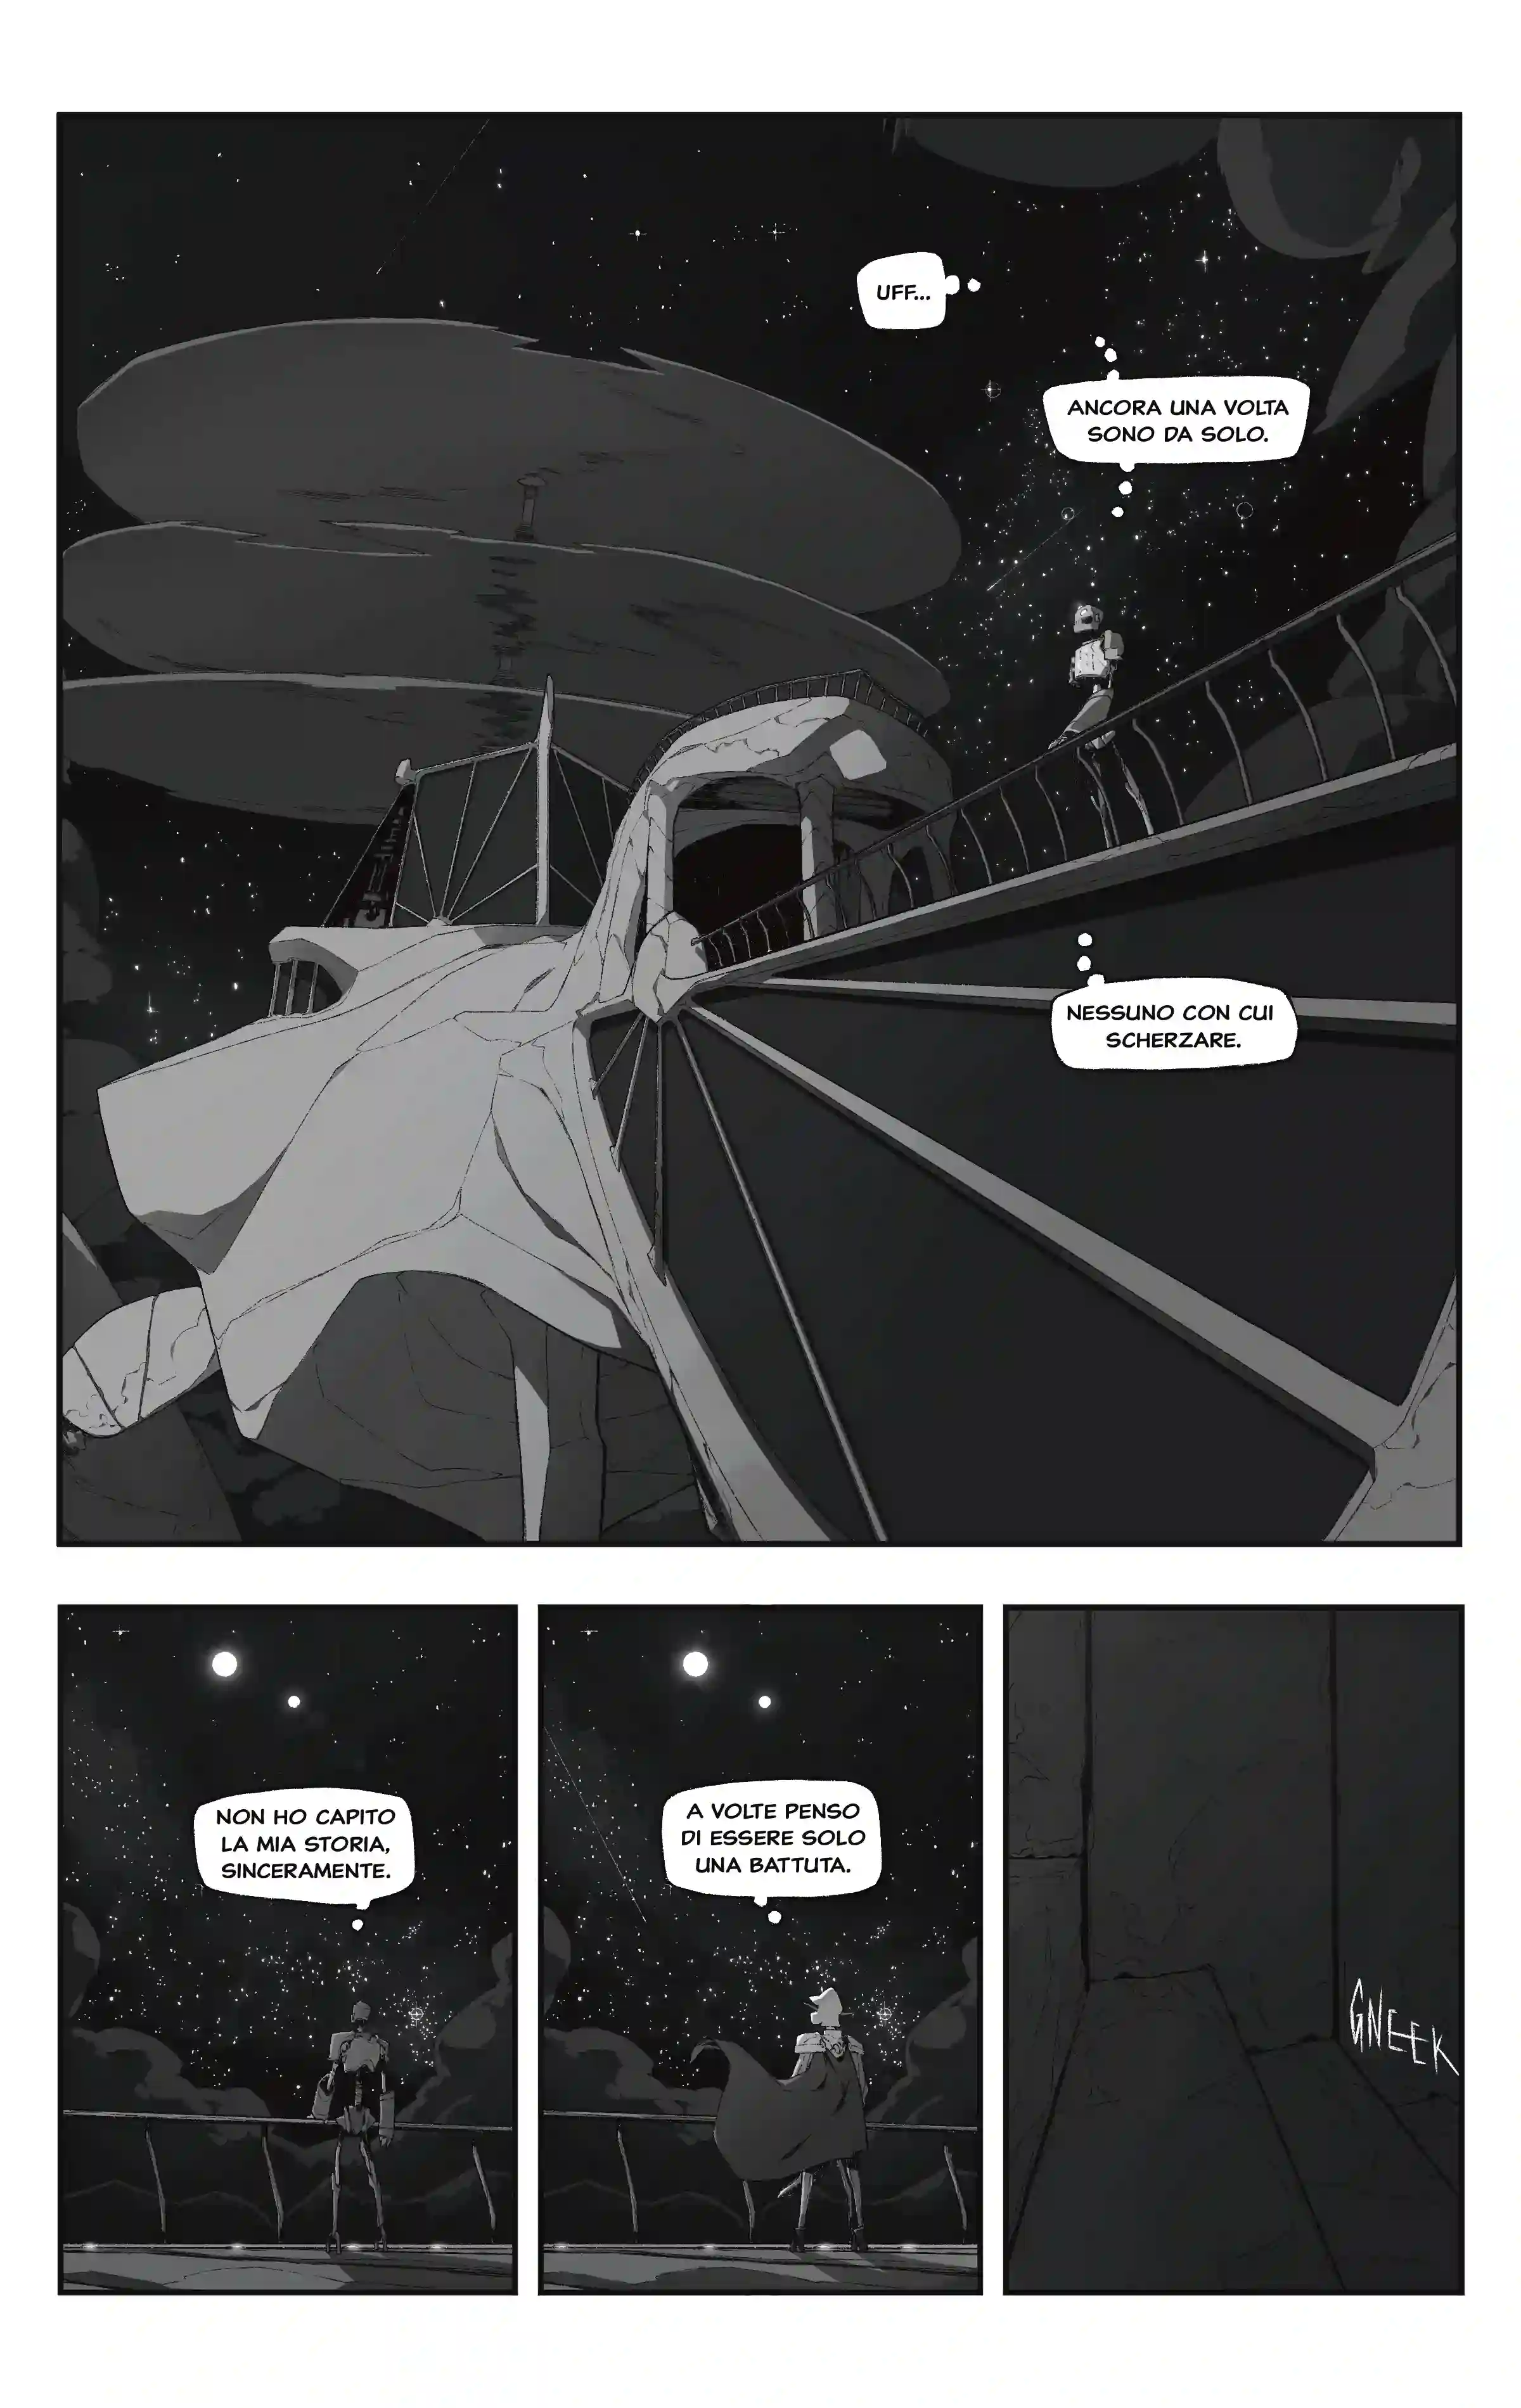 UFF...
ANCORA UNA VOLTA
SONO DA SOLO.
NESSUNO CON CUI
SCHERZARE.
NON HO CAPITO
LA MIA STORIA,
SINCERAMENTE.
A VOLTE PENSO
DI ESSERE SOLO
UNA BATTUTA.
GNEEK